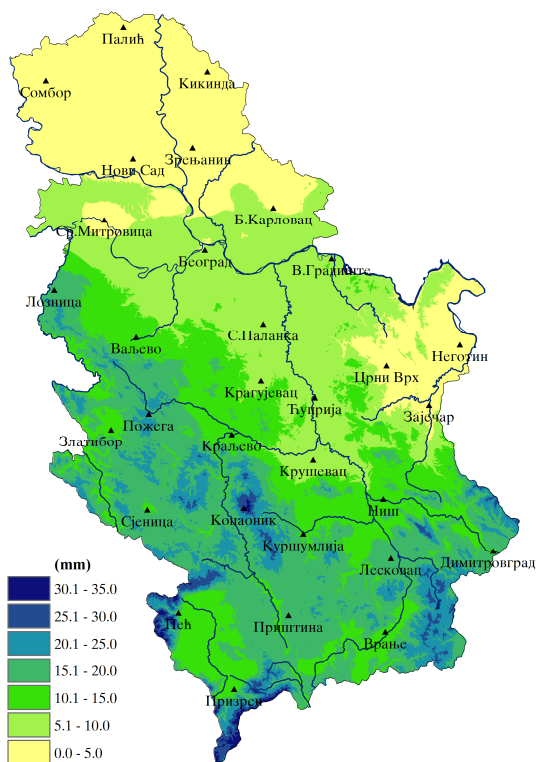 Палић
Кикинда
Сомбор
Зрењанин
Нови Сад
Б.Карловац
Ср.Митровица
Београд
В.Градиште
Лозница
С.Паланка
Ваљево
Неготин
Црни Врх
Крагујевац
Ћуприја
Зајечар
Пожега
Златибор
Краљево
Крушевац
Ниш
Копаоник
Сјеница
Куршумлија
Димитровград
Лесковац
(mm)
30.1 - 35.0
25.1 - 30.0
Пећ
Приштина
20.1 - 25.0
Врање
15.1 - 20.0
10.1 - 15.0
Призрен
5.1 - 10.0
0.0 - 5.0